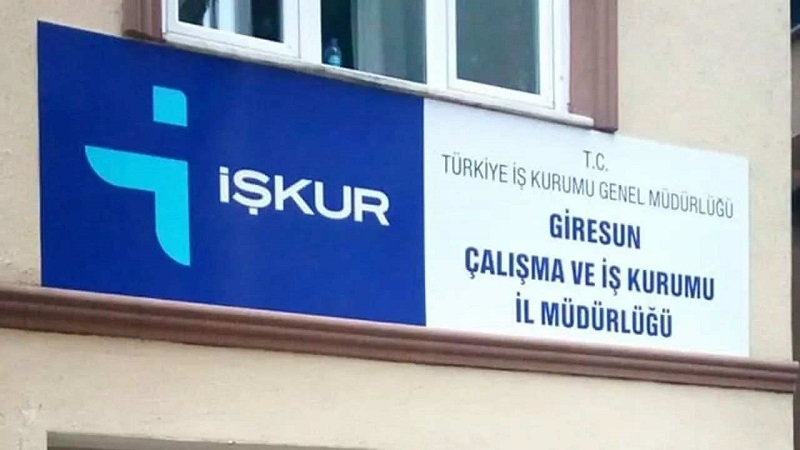 İŞKUR
T.C.
TÜRKİYE İŞ KURUMU GENEL MÜDÜRLÜĞÜ
GİRESUN
ÇALIŞMA VE İŞ KURUMU
İL MÜDÜRLÜĞÜ